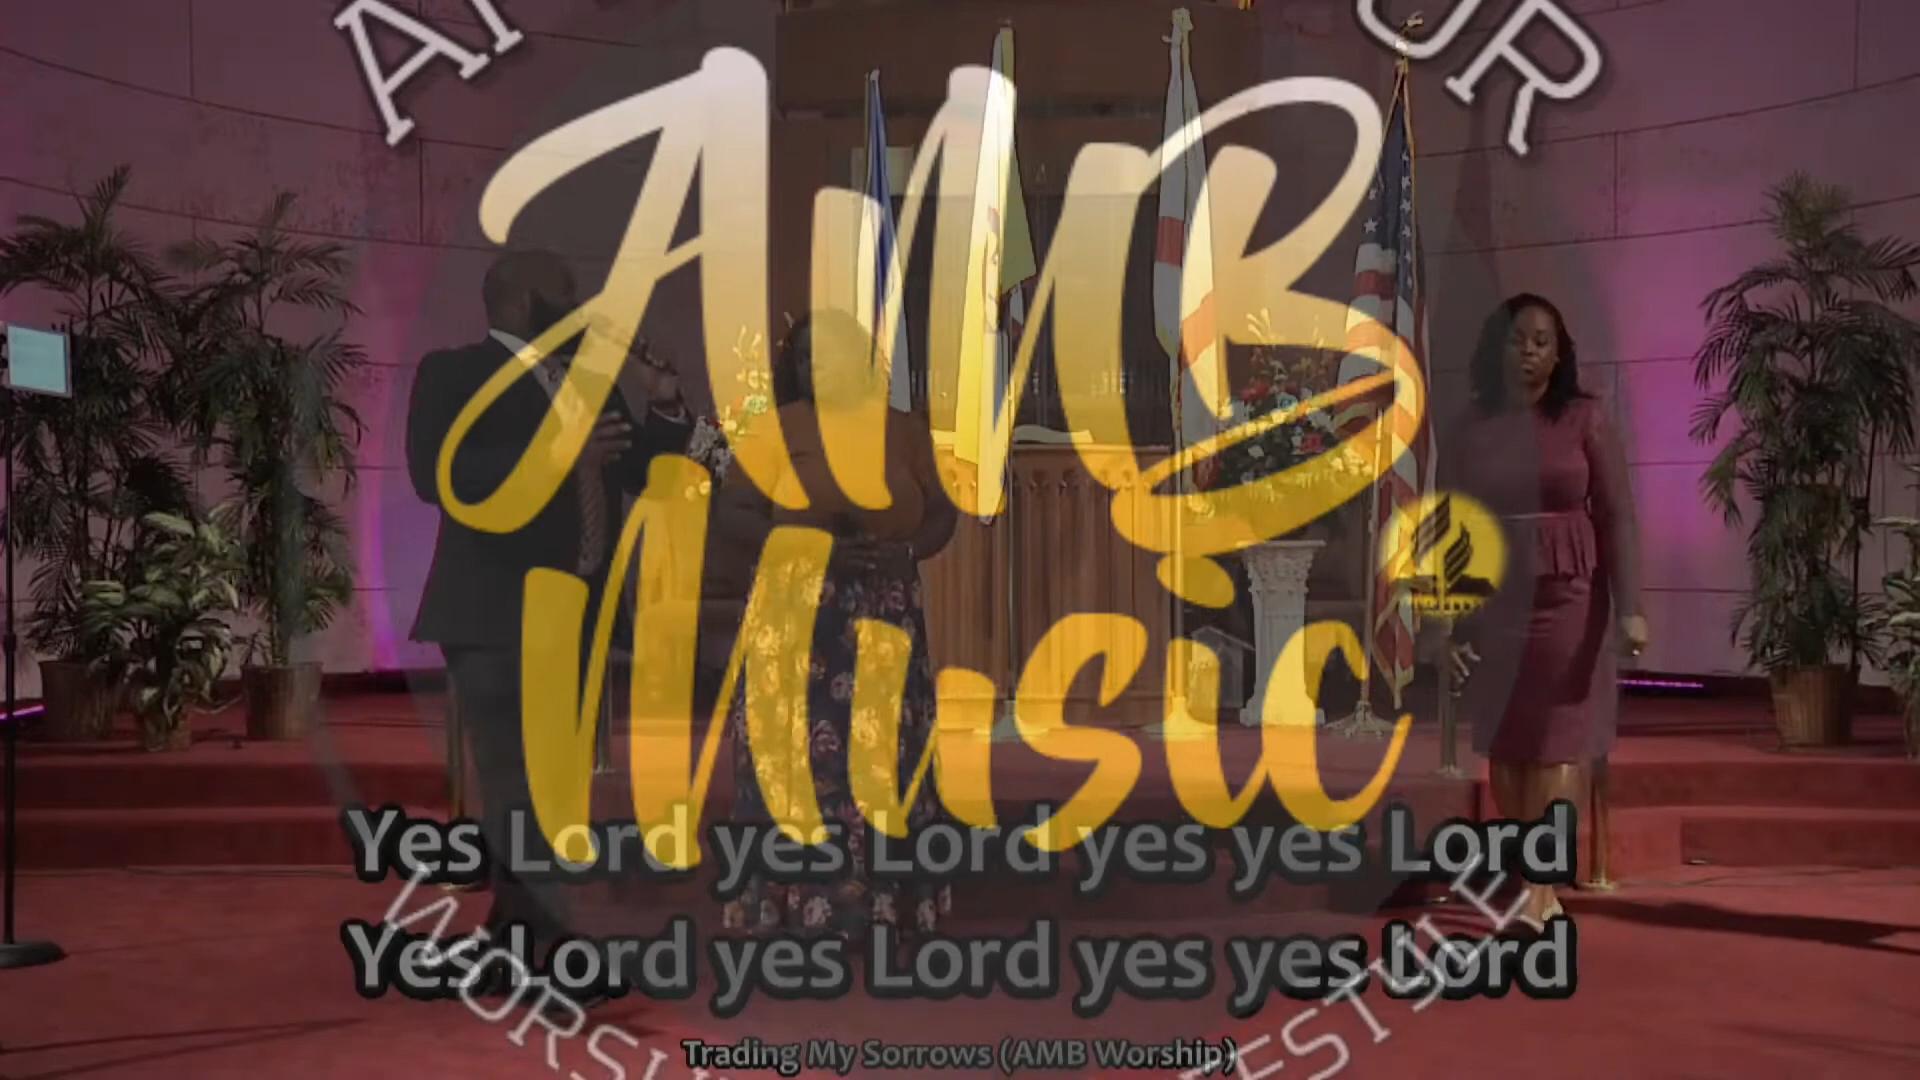 AMB
Music
Yes Lord yes Lord yes yes Lord
Yes Lord yes Lord yes yes Lord
Trading My Sorrows (AMB Worship)